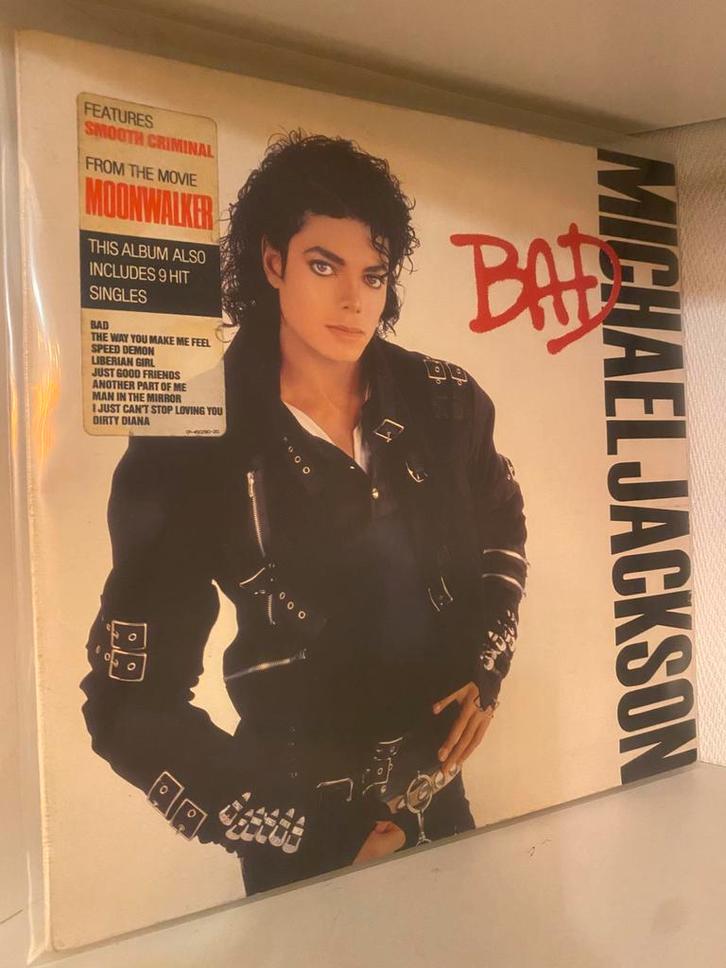 FEATURES
SMOOTH CRIMINAL
FROM THE MOVIE
MOONWALKER
THIS ALBUM ALSO
INCLUDES 9 HIT
SINGLES
BAD
THE WAY YOU MAKE ME FEEL
SPEED DEMON
LIBERIAN GIRL
JUST GOOD FRIENDS
ANOTHER PART OF ME
MAN IN THE MIRROR
I JUST CAN'T STOP LOVING YOU
DIRTY DIANA
BAD
MICHAEL JACKSON